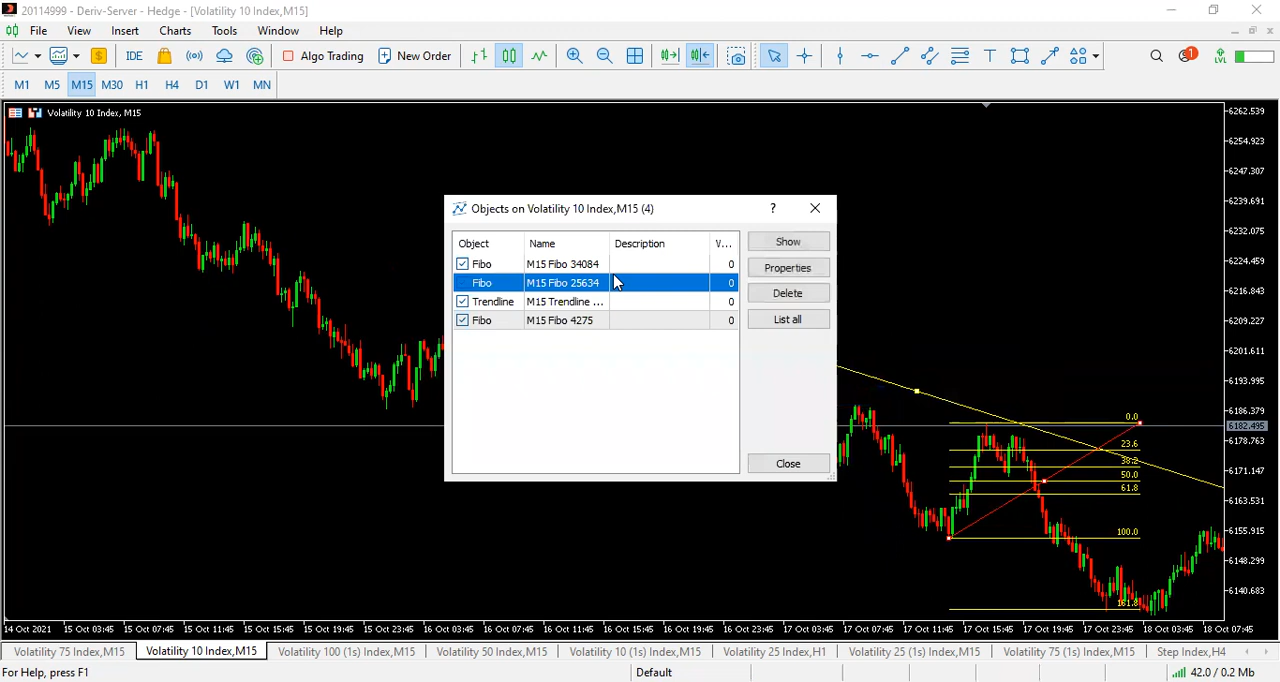 20114999 - Deriv-Server - Hedge - [Volatility 10 Index,M15]
File View Insert Charts Tools Window Help
IDE Algo Trading New Order T LVL
M1 M5 M15 M30 H1 H4 D1 W1 MN
Volatility 10 Index, M15
Objects on Volatility 10 Index,M15 (4) ?
Object Name Description V...
Fibo M15 Fibo 34084 0
Fibo M15 Fibo 25634 0
Trendline M15 Trendline ... 0
Fibo M15 Fibo 4275 0
Show
Properties
Delete
List all
Close
0.0
23.6
38.2
50.0
61.8
100.0
161.8
6262.539
6254.923
6247.307
6239.691
6232.075
6224.459
6216.843
6209.227
6201.611
6193.995
6186.379
6182.495
6178.763
6171.147
6163.531
6155.915
6148.299
6140.683
14 Oct 2021 15 Oct 03:45 15 Oct 07:45 15 Oct 11:45 15 Oct 15:45 15 Oct 19:45 15 Oct 23:45 16 Oct 03:45 16 Oct 07:45 16 Oct 11:45 16 Oct 15:45 16 Oct 19:45 16 Oct 23:45 17 Oct 03:45 17 Oct 07:45 17 Oct 11:45 17 Oct 15:45 17 Oct 19:45 17 Oct 23:45 18 Oct 03:45 18 Oct 07:45
Volatility 75 Index,M15 Volatility 10 Index,M15 Volatility 100 (1s) Index,M15 Volatility 50 Index,M15 Volatility 10 (1s) Index,M15 Volatility 25 Index,H1 Volatility 25 (1s) Index,M15 Volatility 75 (1s) Index,M15 Step Index,H4
For Help, press F1 Default 42.0 / 0.2 Mb